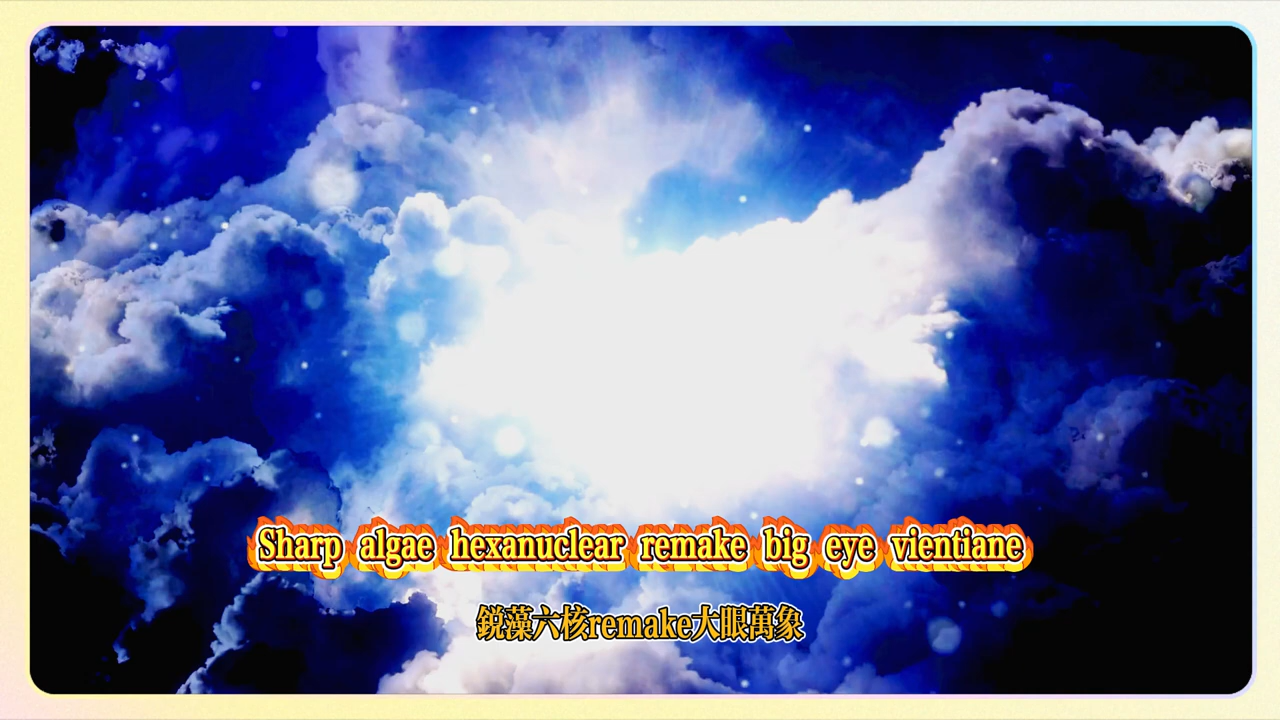 Sharp algae hexanuclear remake big eye vientiane
鋭藻六核remake大眼萬象